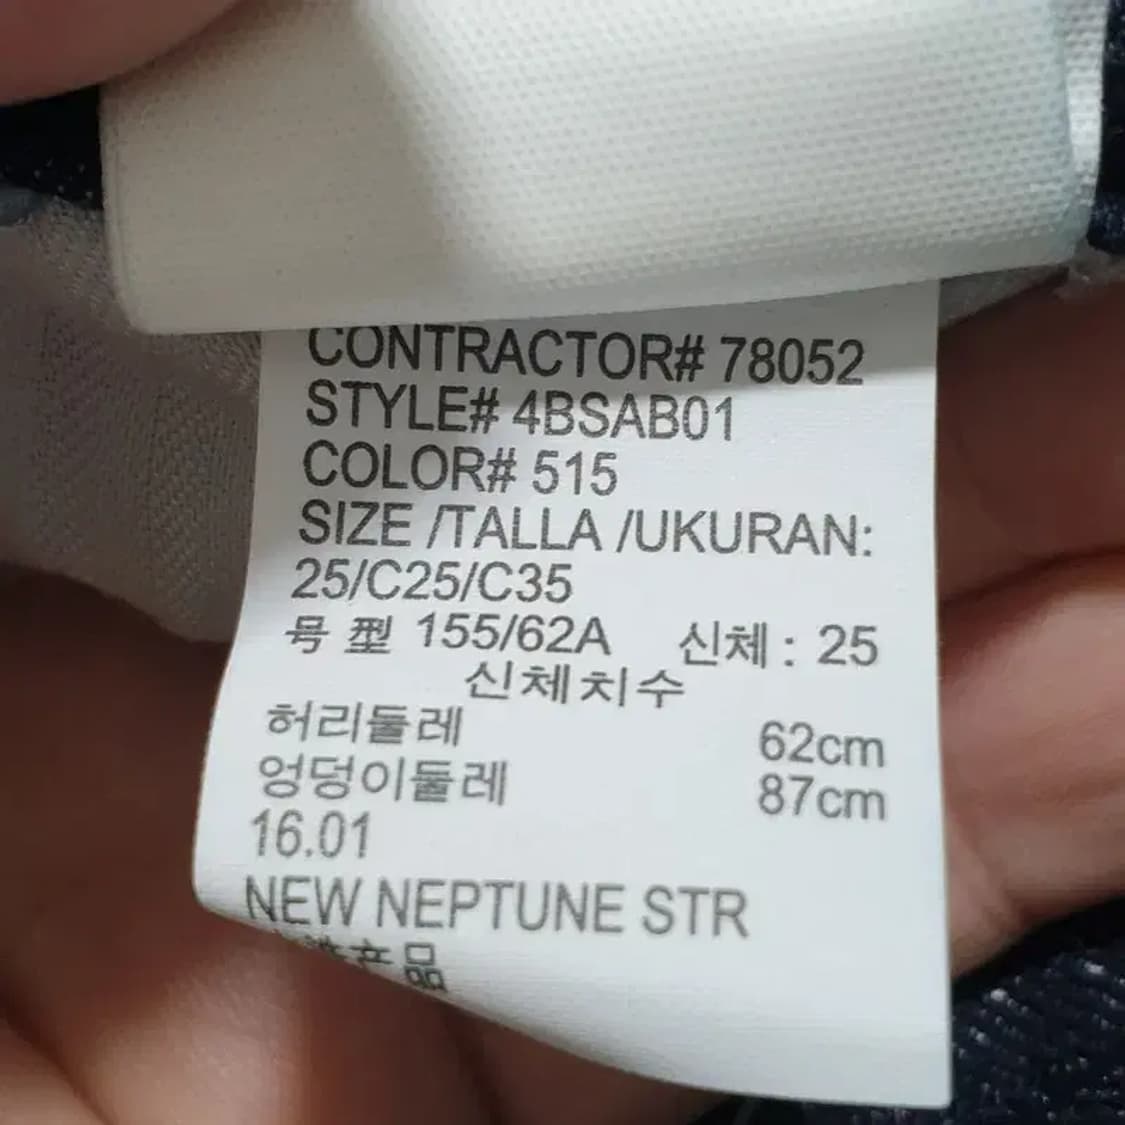 CONTRACTOR# 78052
STYLE# 4BSAB01
COLOR# 515
SIZE /TALLA /UKURAN:
25/C25/C35
号 型 155/62A 신체 : 25
신체치수
허리둘레 62cm
엉덩이둘레 87cm
16.01
NEW NEPTUNE STR
产品